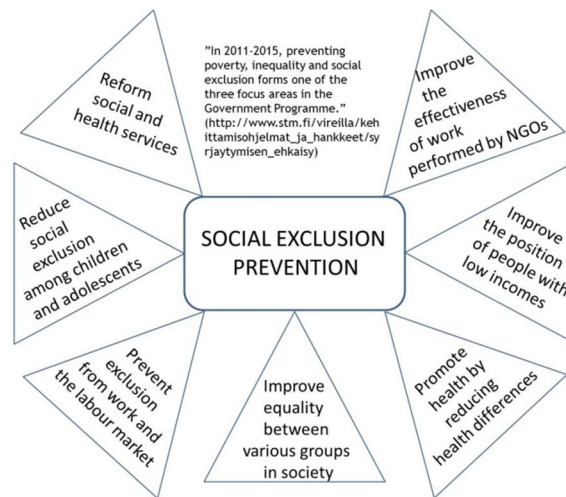 "In 2011-2015, preventing
poverty, inequality and social
exclusion forms one of the
three focus areas in the
Government Programme."
(http://www.stm.fi/vireilla/keh
ittamisohjelmat_ja_hankkeet/sy
rjaytymisen_ehkaisy)
Reform
social and
health services
Improve
the
effectiveness
of work
performed by NGOs
Reduce
social
exclusion
among children
and adolescents
SOCIAL EXCLUSION
PREVENTION
Improve
the position
of people with
low incomes
Prevent
exclusion
from work and
the labour market
Improve
equality
between
various groups
in society
Promote
health by
reducing
health differences